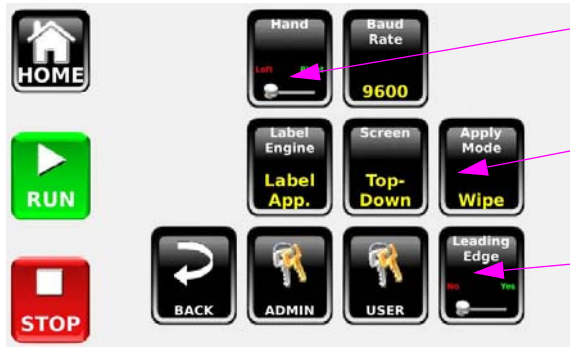 HOME
Hand
Left Right
Baud
Rate
9600
RUN
Label
Engine
Label
App.
Screen
Top-
Down
Apply
Mode
Wipe
STOP
BACK
ADMIN
USER
Leading
Edge
No Yes